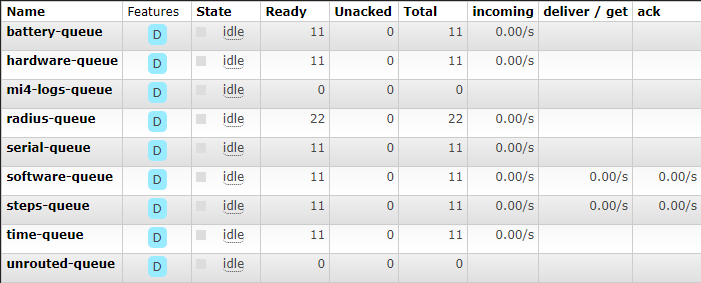 Name Features State Ready Unacked Total incoming deliver / get ack
battery-queue D idle 11 0 11 0.00/s
hardware-queue D idle 11 0 11 0.00/s
mi4-logs-queue D idle 0 0 0
radius-queue D idle 22 0 22 0.00/s
serial-queue D idle 11 0 11 0.00/s
software-queue D idle 11 0 11 0.00/s 0.00/s 0.00/s
steps-queue D idle 11 0 11 0.00/s 0.00/s 0.00/s
time-queue D idle 11 0 11 0.00/s
unrouted-queue D idle 0 0 0